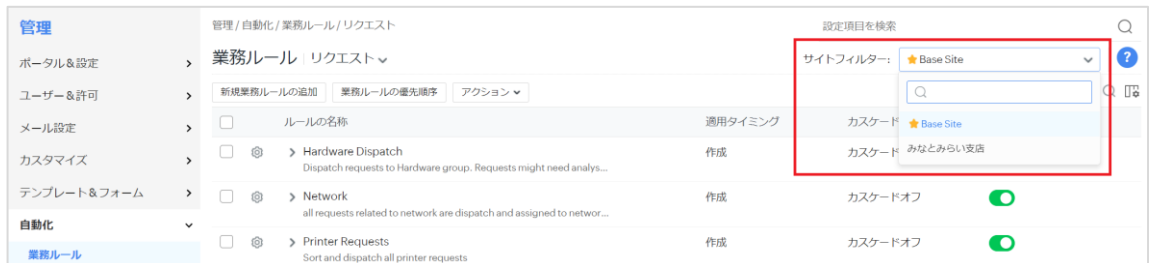 管理
管理 / 自動化 / 業務ルール / リクエスト
設定項目を検索
ポータル&設定
業務ルール リクエスト
サイトフィルター: Base Site
?
ユーザー&許可
新規業務ルールの追加 業務ルールの優先順序 アクション
メール設定
ルールの名称 適用タイミング カスケード
Base Site
みなとみらい支店
カスタマイズ
Hardware Dispatch 作成 カスケード
Dispatch requests to Hardware group. Requests might need analys...
テンプレート&フォーム
Network 作成 カスケードオフ
all requests related to network are dispatch and assigned to networ...
自動化
Printer Requests 作成 カスケードオフ
Sort and dispatch all printer requests
業務ルール